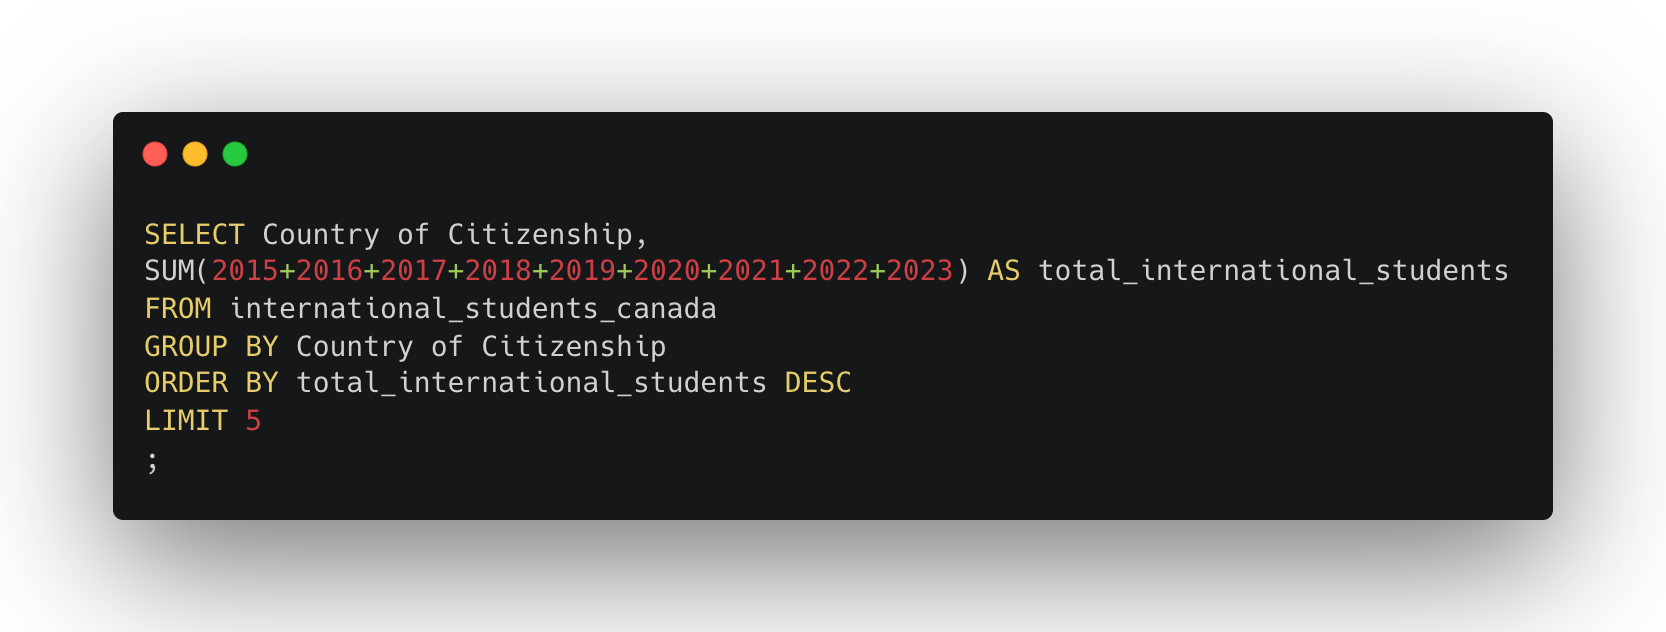 SELECT Country of Citizenship,
SUM(2015+2016+2017+2018+2019+2020+2021+2022+2023) AS total_international_students
FROM international_students_canada
GROUP BY Country of Citizenship
ORDER BY total_international_students DESC
LIMIT 5
;